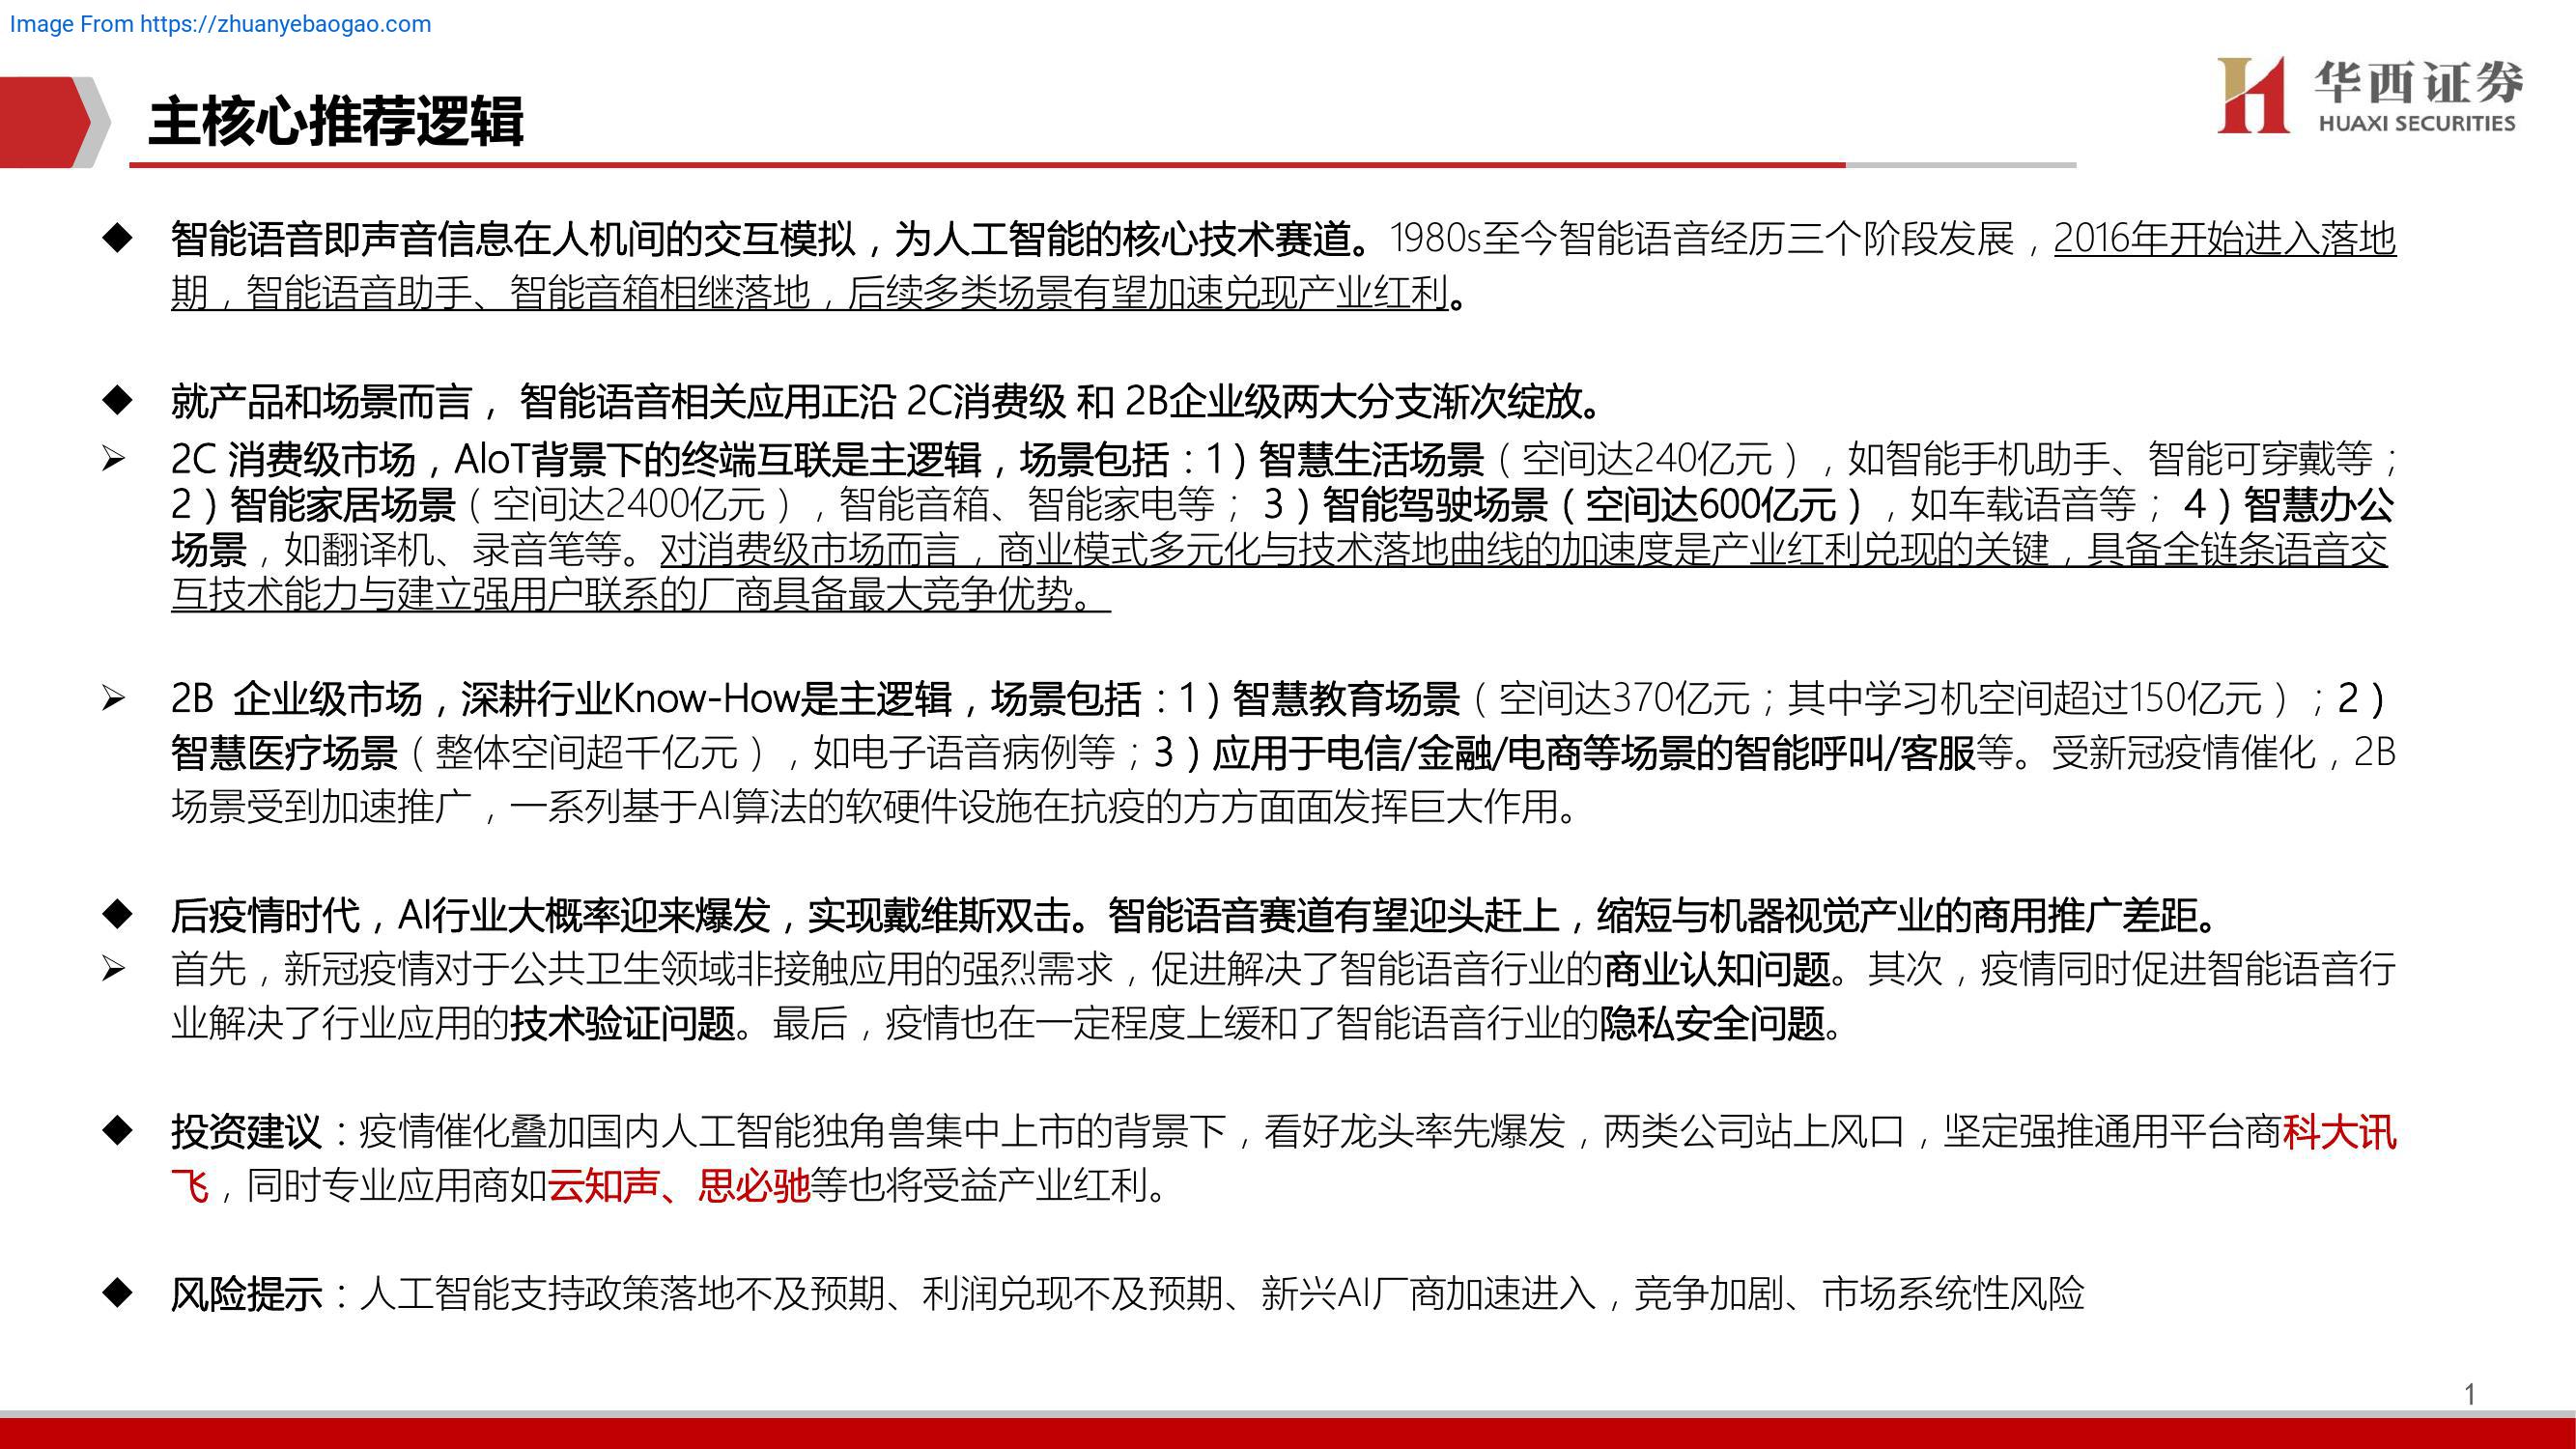 Image From https://zhuanyebaogao.com
主核心推荐逻辑
华西证券
HUAXI SECURITIES
◆ 智能语音即声音信息在人机间的交互模拟，为人工智能的核心技术赛道。1980s至今智能语音经历三个阶段发展，2016年开始进入落地
期，智能语音助手、智能音箱相继落地，后续多类场景有望加速兑现产业红利。
◆ 就产品和场景而言， 智能语音相关应用正沿 2C消费级 和 2B企业级两大分支渐次绽放。
➢ 2C 消费级市场，AIoT背景下的终端互联是主逻辑，场景包括：1）智慧生活场景（空间达240亿元），如智能手机助手、智能可穿戴等；
2）智能家居场景（空间达2400亿元），智能音箱、智能家电等； 3）智能驾驶场景（空间达600亿元），如车载语音等； 4）智慧办公
场景，如翻译机、录音笔等。对消费级市场而言，商业模式多元化与技术落地曲线的加速度是产业红利兑现的关键，具备全链条语音交
互技术能力与建立强用户联系的厂商具备最大竞争优势。
➢ 2B 企业级市场，深耕行业Know-How是主逻辑，场景包括：1）智慧教育场景（空间达370亿元；其中学习机空间超过150亿元）；2）
智慧医疗场景（整体空间超千亿元），如电子语音病例等；3）应用于电信/金融/电商等场景的智能呼叫/客服等。受新冠疫情催化，2B
场景受到加速推广，一系列基于AI算法的软硬件设施在抗疫的方方面面发挥巨大作用。
◆ 后疫情时代，AI行业大概率迎来爆发，实现戴维斯双击。智能语音赛道有望迎头赶上，缩短与机器视觉产业的商用推广差距。
➢ 首先，新冠疫情对于公共卫生领域非接触应用的强烈需求，促进解决了智能语音行业的商业认知问题。其次，疫情同时促进智能语音行
业解决了行业应用的技术验证问题。最后，疫情也在一定程度上缓和了智能语音行业的隐私安全问题。
◆ 投资建议：疫情催化叠加国内人工智能独角兽集中上市的背景下，看好龙头率先爆发，两类公司站上风口，坚定强推通用平台商科大讯
飞，同时专业应用商如云知声、思必驰等也将受益产业红利。
◆ 风险提示：人工智能支持政策落地不及预期、利润兑现不及预期、新兴AI厂商加速进入，竞争加剧、市场系统性风险
1